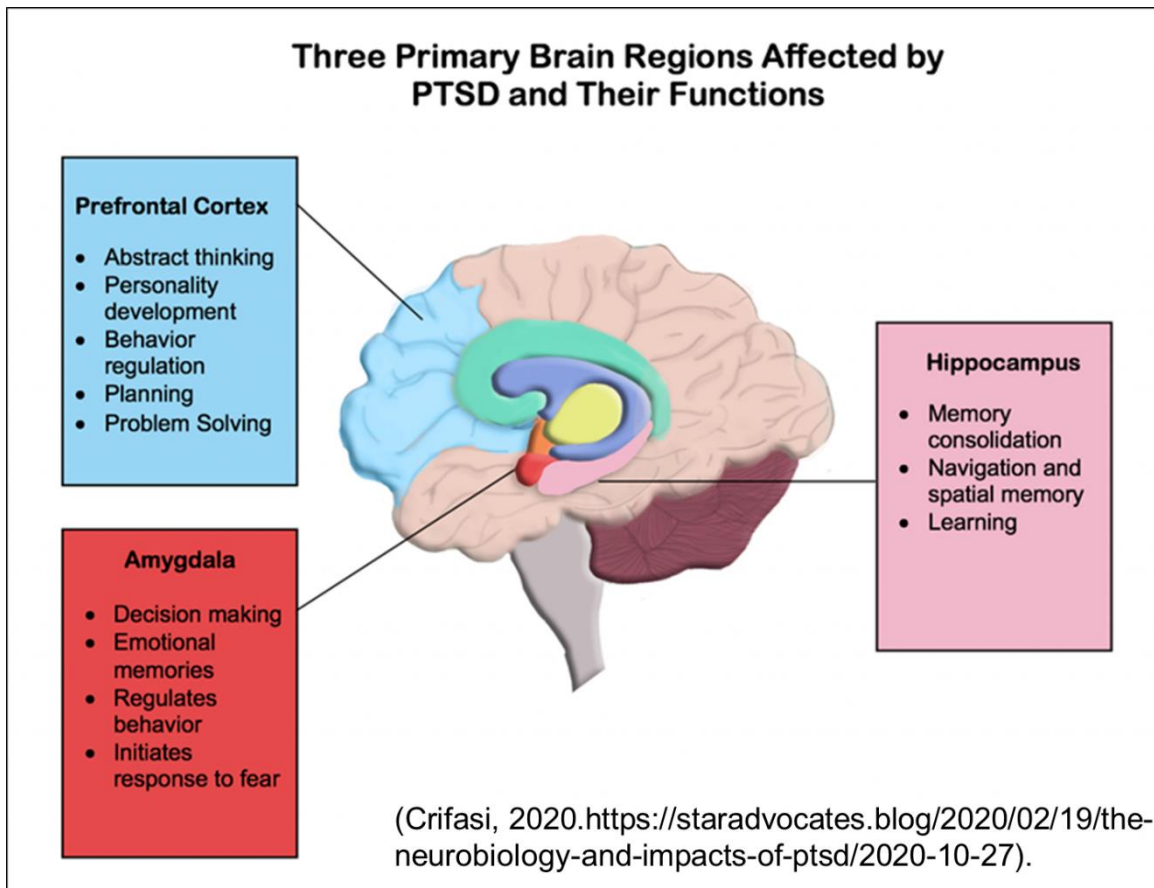 Three Primary Brain Regions Affected by
PTSD and Their Functions
Prefrontal Cortex
• Abstract thinking
• Personality
development
• Behavior
regulation
• Planning
• Problem Solving
Amygdala
• Decision making
• Emotional
memories
• Regulates
behavior
• Initiates
response to fear
Hippocampus
• Memory
consolidation
• Navigation and
spatial memory
• Learning
(Crifasi, 2020.https://staradvocates.blog/2020/02/19/the-
neurobiology-and-impacts-of-ptsd/2020-10-27).